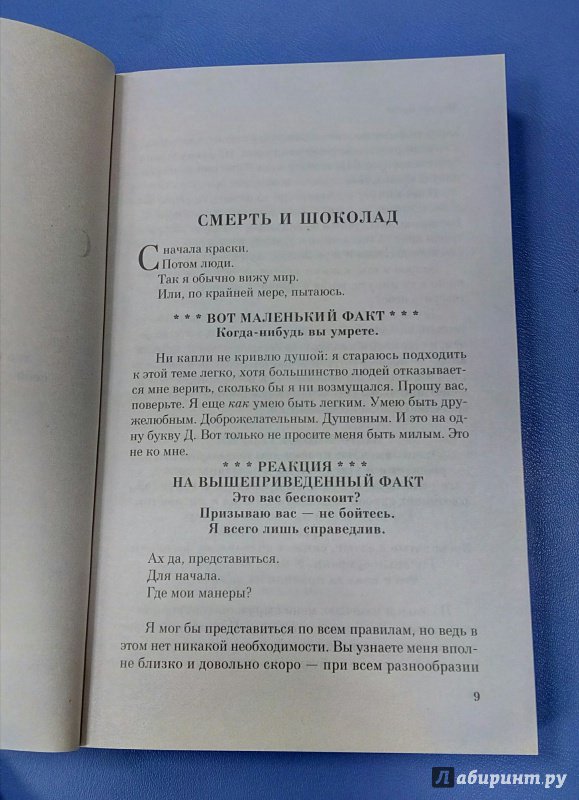 СМЕРТЬ И ШОКОЛАД
Сначала краски.
Потом люди.
Так я обычно вижу мир.
Или, по крайней мере, пытаюсь.
* * * ВОТ МАЛЕНЬКИЙ ФАКТ * * *
Когда-нибудь вы умрете.
Ни капли не кривлю душой: я стараюсь подходить
к этой теме легко, хотя большинство людей отказывает-
ся мне верить, сколько бы я ни возмущался. Прошу вас,
поверьте. Я еще как умею быть легким. Умею быть дру-
желюбным. Доброжелательным. Душевным. И это на од-
ну букву Д. Вот только не просите меня быть милым. Это
не ко мне.
* * * РЕАКЦИЯ * * *
НА ВЫШЕПРИВЕДЕННЫЙ ФАКТ
Это вас беспокоит?
Призываю вас — не бойтесь.
Я всего лишь справедлив.
Ах да, представиться.
Для начала.
Где мои манеры?
Я мог бы представиться по всем правилам, но ведь в
этом нет никакой необходимости. Вы узнаете меня впол-
не близко и довольно скоро — при всем разнообразии
9
Лабиринт.ру